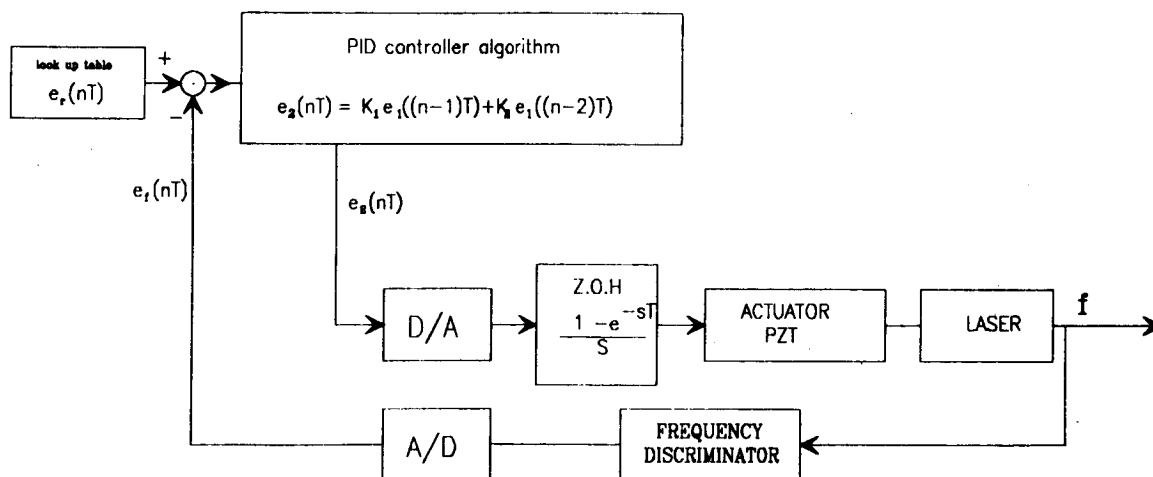 look up table
e_r(nT)
+
−
PID controller algorithm
e_2(nT) = K_1 e_1((n-1)T)+K_2 e_1((n-2)T)
e_f(nT)
e_2(nT)
D/A
Z.O.H
1 -e^-sT
S
ACTUATOR
PZT
LASER
f
A/D
FREQUENCY
DISCRIMINATOR